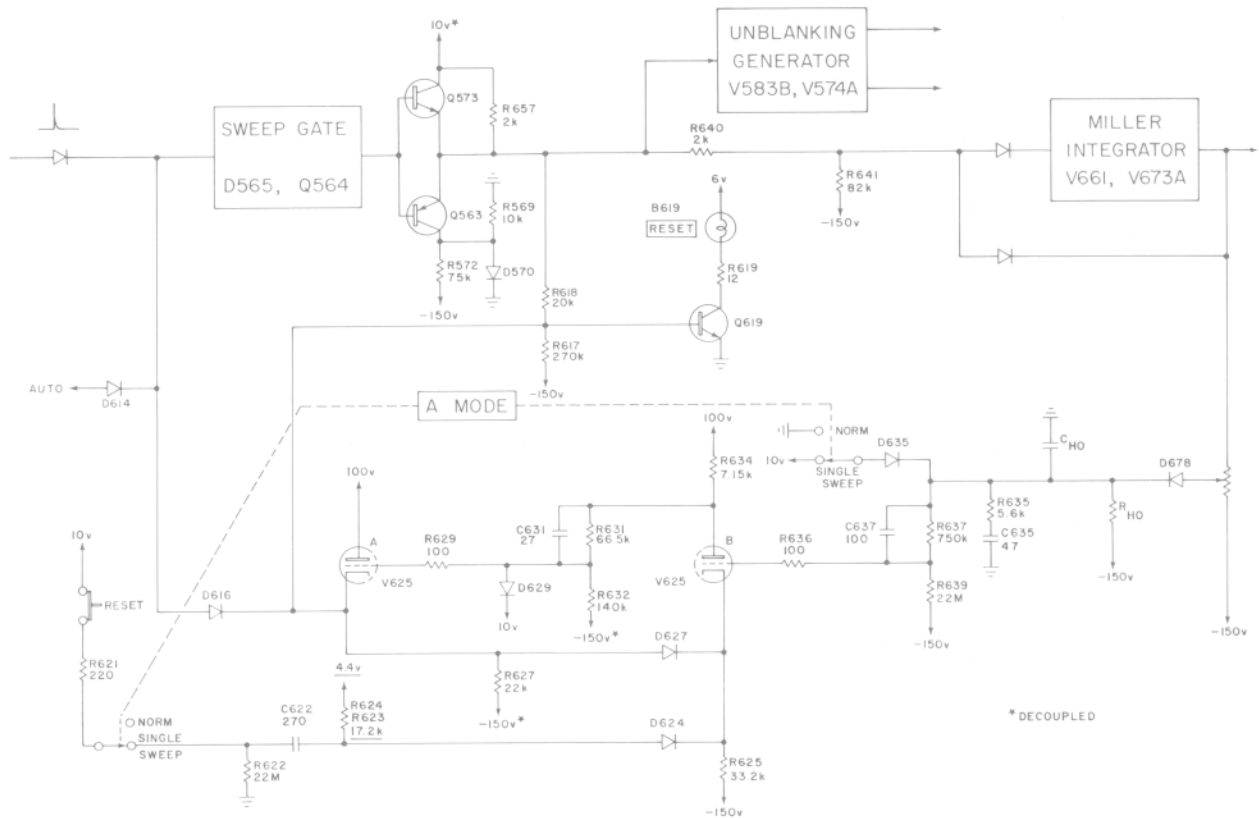 10v*
Q573
R657
2k
UNBLANKING
GENERATOR
V583B, V574A
SWEEP GATE
D565, Q564
R640
2k
MILLER
INTEGRATOR
V661, V673A
R641
82k
-150v
Q563
R569
10k
R572
75k
D570
-150v
6v
B619
RESET
R619
12
Q619
R618
20k
R617
270k
-150v
AUTO
D614
A MODE
100v
R634
7.15k
NORM
10v
SINGLE
SWEEP
D635
C HO
D678
R635
5.6k
C635
47
R HO
-150v
-150v
100v
A
V625
R629
100
C631
27
R631
66.5k
D629
10v
R632
140k
-150v*
B
V625
R636
100
C637
100
R637
750k
R639
22M
-150v
10v
RESET
D616
R621
220
D627
R627
22k
-150v*
4.4v
R624
R623
17.2k
C622
270
NORM
SINGLE
SWEEP
R622
22M
D624
R625
33.2k
-150v
*DECOUPLED